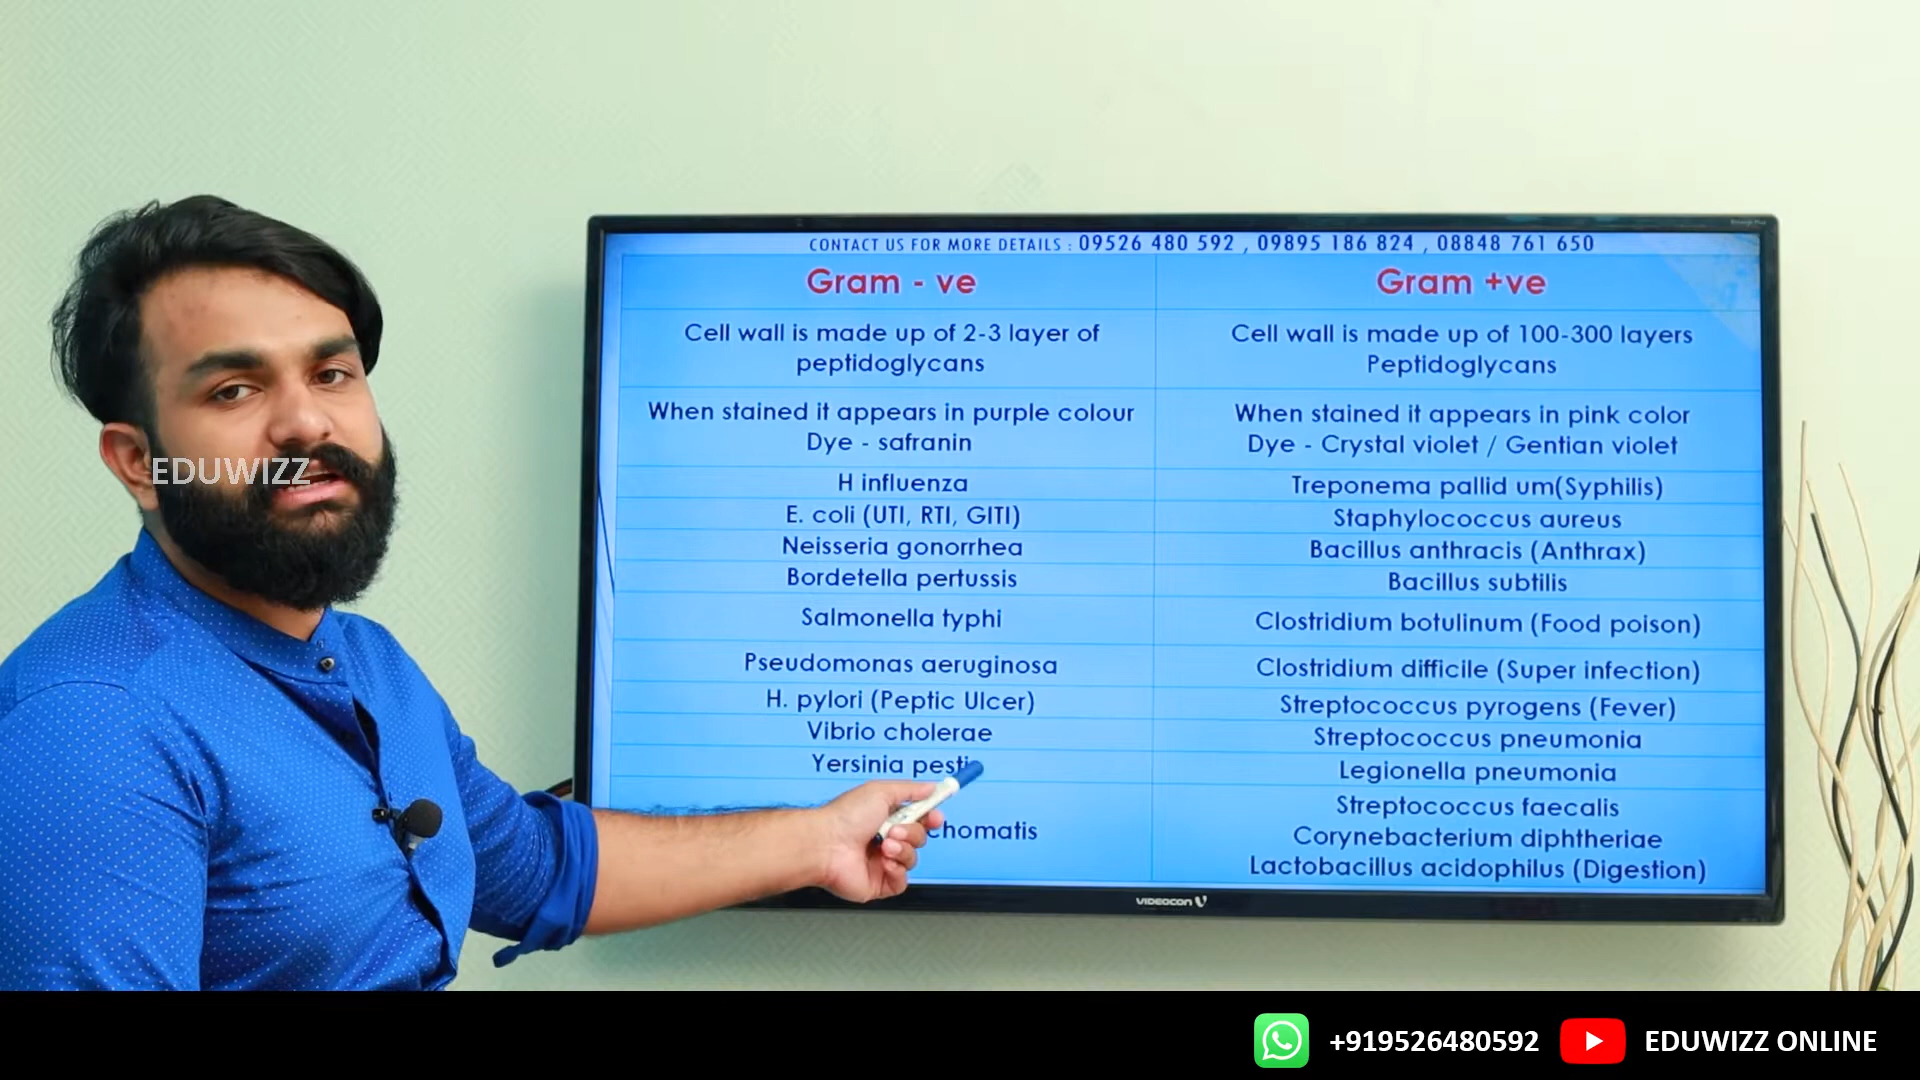 CONTACT US FOR MORE DETAILS : 09526 480 592 , 09895 186 824 , 08848 761 650
Gram - ve
Gram +ve
Cell wall is made up of 2-3 layer of
peptidoglycans
Cell wall is made up of 100-300 layers
Peptidoglycans
When stained it appears in purple colour
Dye - safranin
When stained it appears in pink color
Dye - Crystal violet / Gentian violet
H influenza
Treponema pallid um(Syphilis)
E. coli (UTI, RTI, GITI)
Staphylococcus aureus
Neisseria gonorrhea
Bacillus anthracis (Anthrax)
Bordetella pertussis
Bacillus subtilis
Salmonella typhi
Clostridium botulinum (Food poison)
Pseudomonas aeruginosa
Clostridium difficile (Super infection)
H. pylori (Peptic Ulcer)
Streptococcus pyrogens (Fever)
Vibrio cholerae
Streptococcus pneumonia
Yersinia
Legionella pneumonia
Streptococcus faecalis
Corynebacterium diphtheriae
Lactobacillus acidophilus (Digestion)
VIDEOCON
EDUWIZZ
+919526480592
EDUWIZZ ONLINE